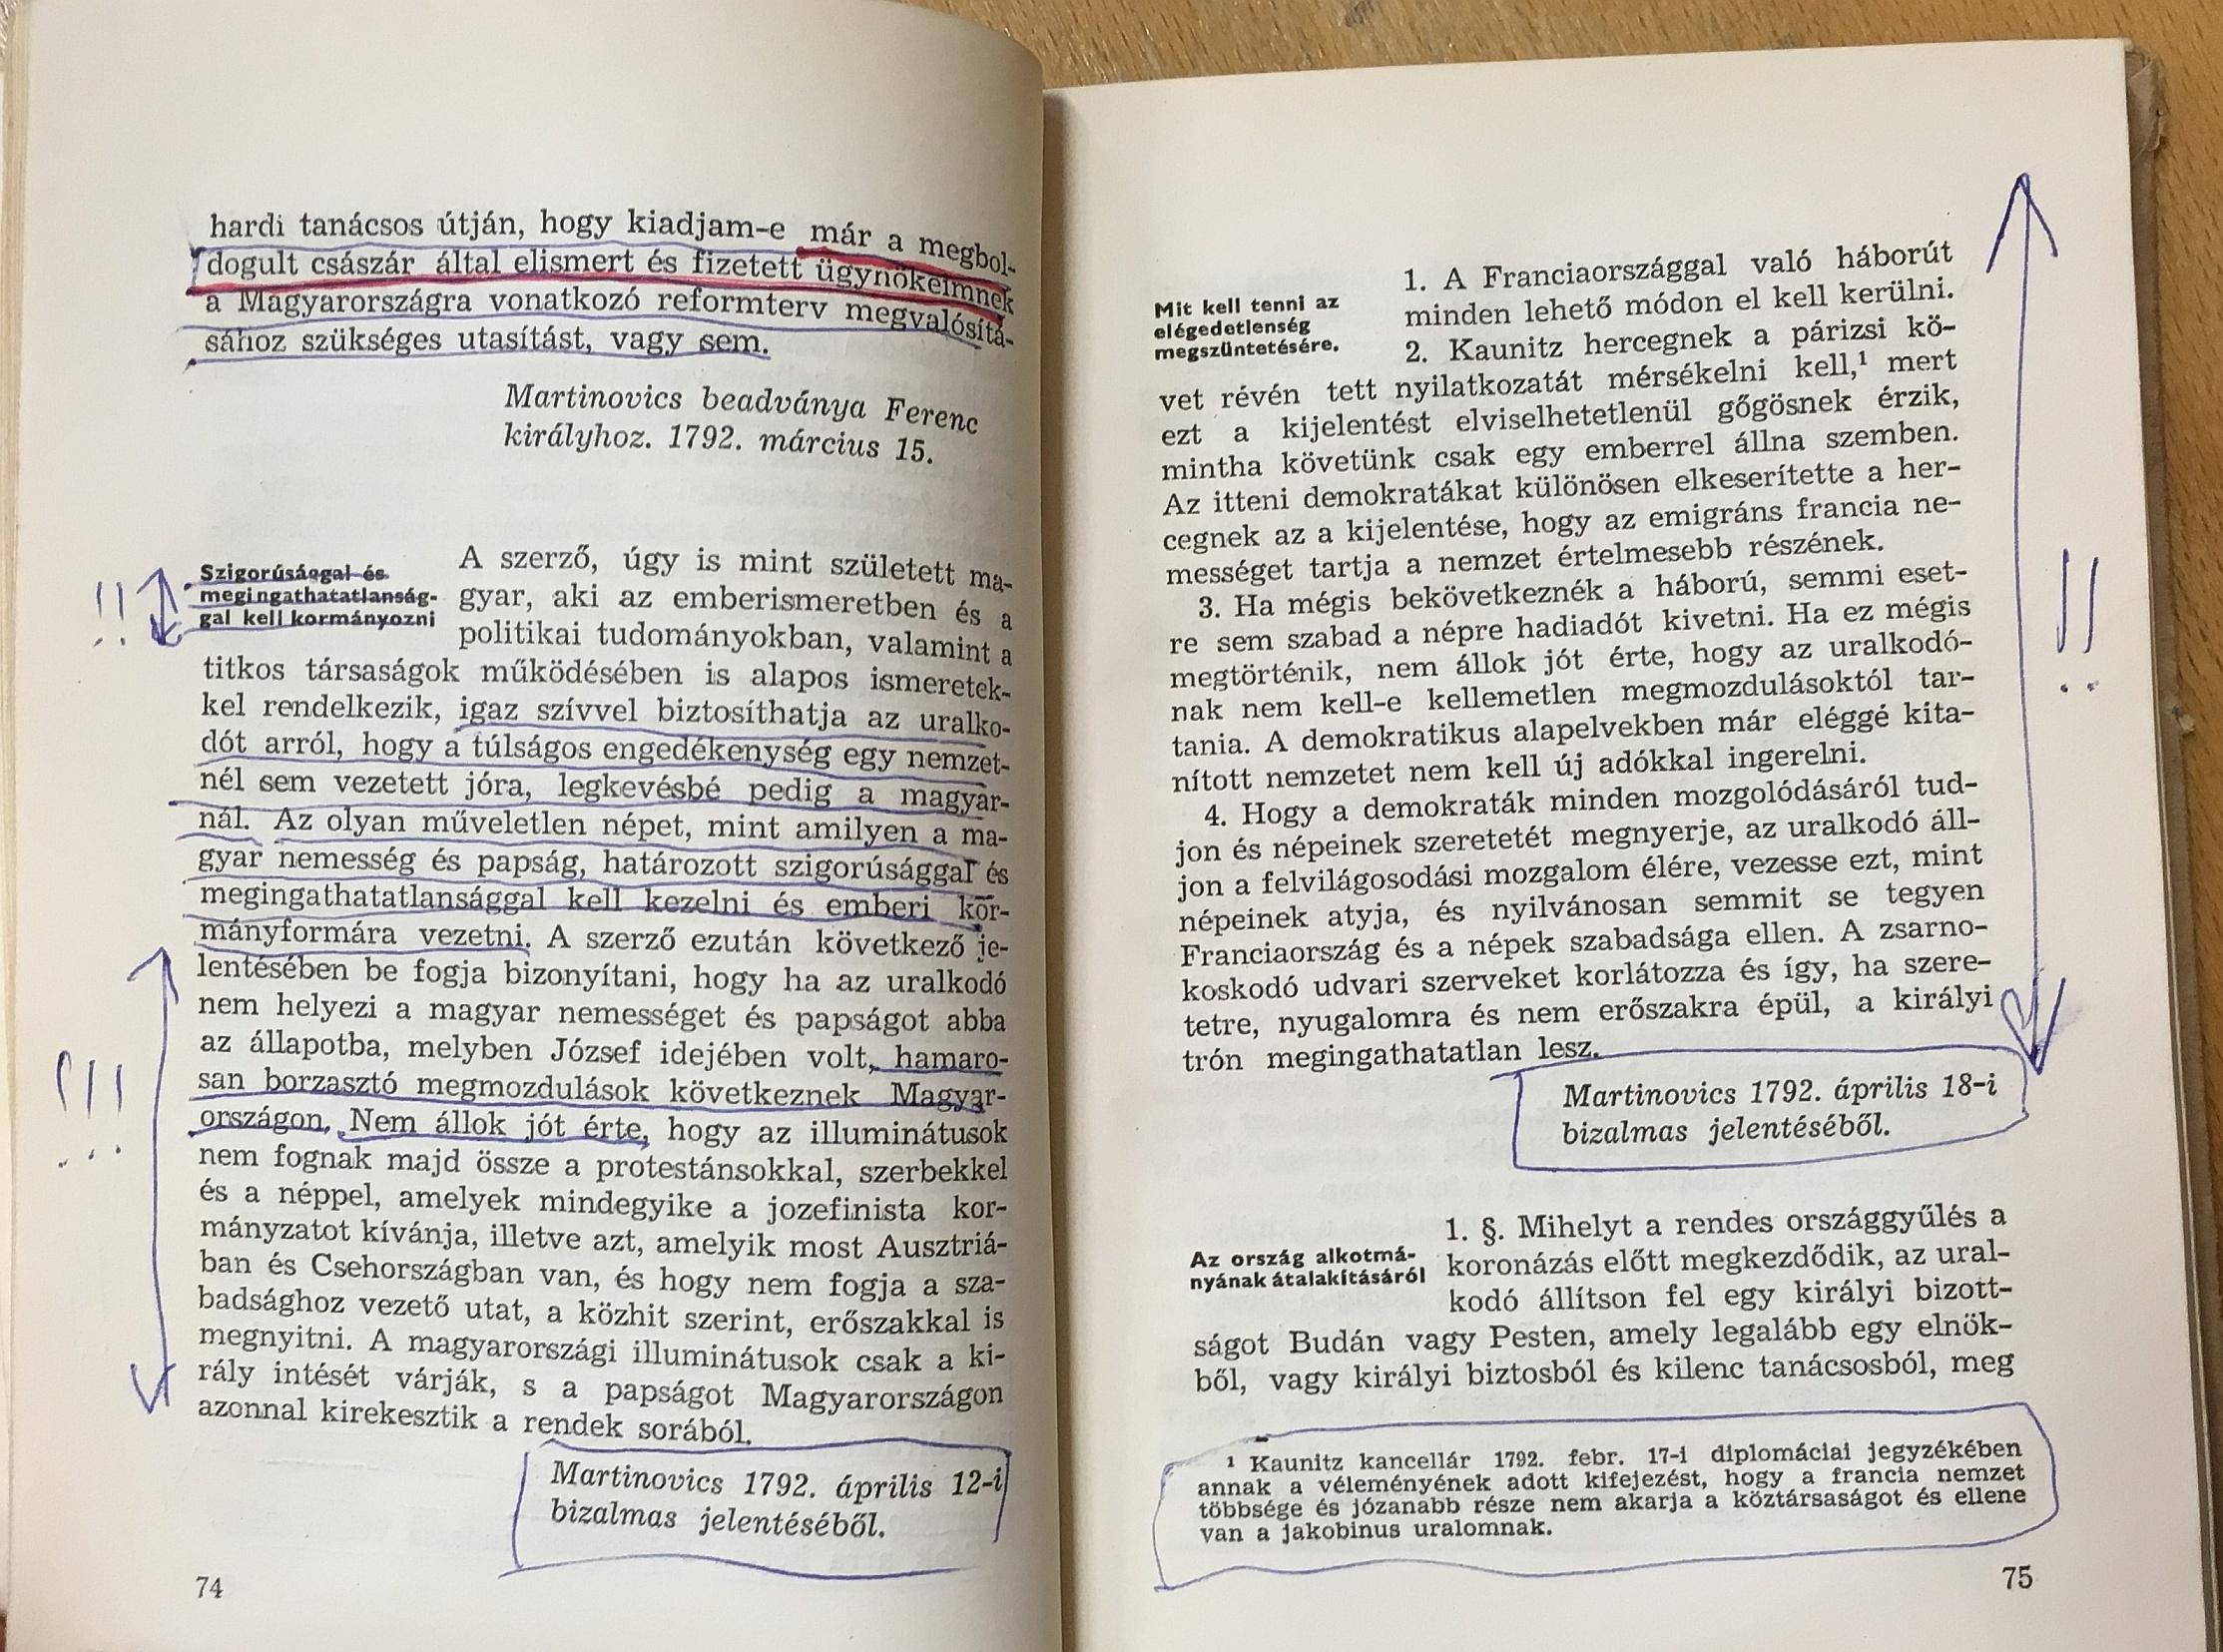 hardi tanácsos útján, hogy kiadjam-e már a megbol-
dogult császár által elismert és fizetett ügynökeimnek
a Magyarországra vonatkozó reformterv megvalósítá-
sához szükséges utasítást, vagy sem.
Martinovics beadványa Ferenc
királyhoz. 1792. március 15.
Szigorúsággal és
megingathatatlanság-
gal kell kormányozni
A szerző, úgy is mint született ma-
gyar, aki az emberismeretben és a
politikai tudományokban, valamint a
titkos társaságok működésében is alapos ismeretek-
kel rendelkezik, igaz szívvel biztosíthatja az uralko-
dót arról, hogy a túlságos engedékenység egy nemzet-
nél sem vezetett jóra, legkevésbé pedig a magyar-
nál. Az olyan műveletlen népet, mint amilyen a ma-
gyar nemesség és papság, határozott szigorúsággal és
megingathatatlansággal kell kezelni és emberi kor-
mányformára vezetni. A szerző ezután következő je-
lentésében be fogja bizonyítani, hogy ha az uralkodó
nem helyezi a magyar nemességet és papságot abba
az állapotba, melyben József idejében volt, hamaro-
san borzasztó megmozdulások következnek Magyar-
országon. Nem állok jót érte, hogy az illuminátusok
nem fognak majd össze a protestánsokkal, szerbekkel
és a néppel, amelyek mindegyike a jozefinista kor-
mányzatot kívánja, illetve azt, amelyik most Ausztriá-
ban és Csehországban van, és hogy nem fogja a sza-
badsághoz vezető utat, a közhit szerint, erőszakkal is
megnyitni. A magyarországi illuminátusok csak a ki-
rály intését várják, s a papságot Magyarországon
azonnal kirekesztik a rendek sorából.
Martinovics 1792. április 12-i
bizalmas jelentéséből.
74
!!
!!!
Mit kell tenni az
elégedetlenség
megszüntetésére.
1. A Franciaországgal való háborút
minden lehető módon el kell kerülni.
2. Kaunitz hercegnek a párizsi kö-
vet révén tett nyilatkozatát mérsékelni kell,¹ mert
ezt a kijelentést elviselhetetlenül gőgösnek érzik,
mintha követünk csak egy emberrel állna szemben.
Az itteni demokratákat különösen elkeserítette a her-
cegnek az a kijelentése, hogy az emigráns francia ne-
mességet tartja a nemzet értelmesebb részének.
3. Ha mégis bekövetkeznék a háború, semmi eset-
re sem szabad a népre hadiadót kivetni. Ha ez mégis
megtörténik, nem állok jót érte, hogy az uralkodó-
nak nem kell-e kellemetlen megmozdulásoktól tar-
tania. A demokratikus alapelvekben már eléggé kita-
nított nemzetet nem kell új adókkal ingerelni.
4. Hogy a demokraták minden mozgolódásáról tud-
jon és népeinek szeretetét megnyerje, az uralkodó áll-
jon a felvilágosodási mozgalom élére, vezesse ezt, mint
népeinek atyja, és nyilvánosan semmit se tegyen
Franciaország és a népek szabadsága ellen. A zsarno-
koskodó udvari szerveket korlátozza és így, ha szere-
tetre, nyugalomra és nem erőszakra épül, a királyi
trón megingathatatlan lesz.
Martinovics 1792. április 18-i
bizalmas jelentéséből.
!!
Az ország alkotmá-
nyának átalakításáról
1. §. Mihelyt a rendes országgyűlés a
koronázás előtt megkezdődik, az ural-
kodó állítson fel egy királyi bizott-
ságot Budán vagy Pesten, amely legalább egy elnök-
ből, vagy királyi biztosból és kilenc tanácsosból, meg
¹ Kaunitz kancellár 1792. febr. 17-i diplomáciai jegyzékében
annak a véleményének adott kifejezést, hogy a francia nemzet
többsége és józanabb része nem akarja a köztársaságot és ellene
van a jakobinus uralomnak.
75